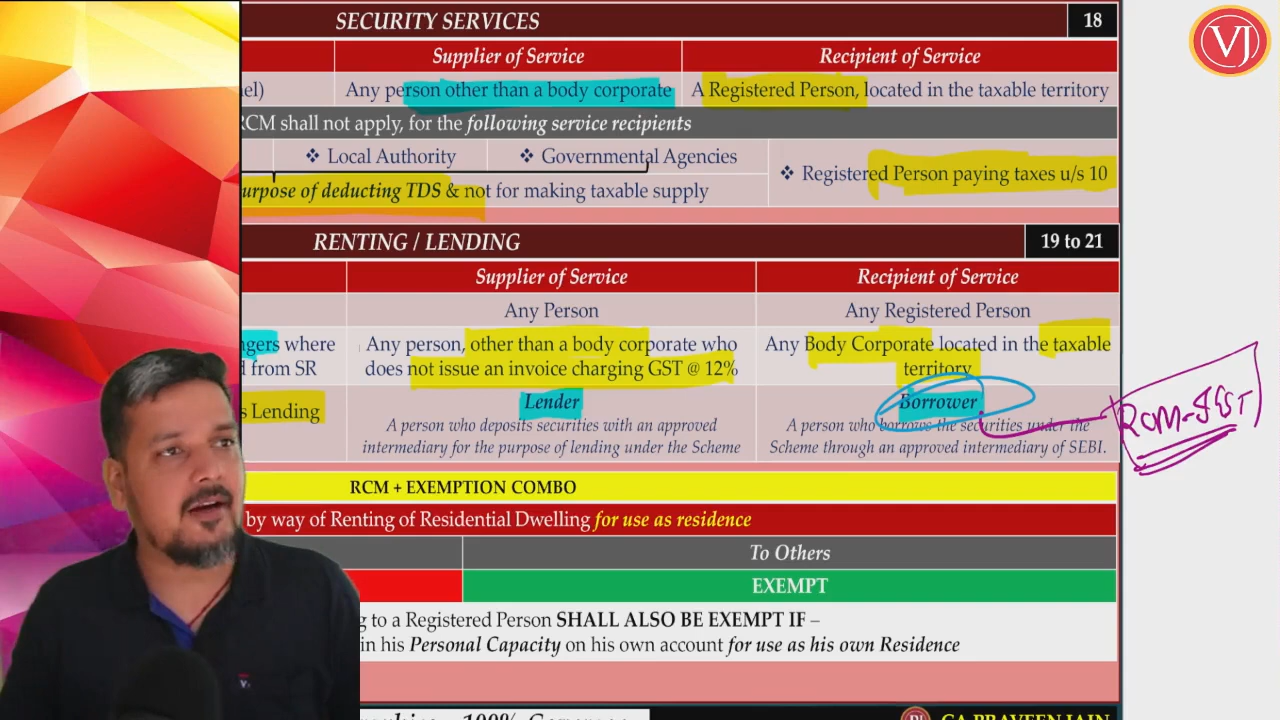 SECURITY SERVICES 18
VJ
Supplier of Service Recipient of Service
el) Any person other than a body corporate A Registered Person, located in the taxable territory
RCM shall not apply, for the following service recipients
❖ Local Authority ❖ Governmental Agencies
❖ Registered Person paying taxes u/s 10
urpose of deducting TDS & not for making taxable supply
RENTING / LENDING 19 to 21
Supplier of Service Recipient of Service
Any Person Any Registered Person
ngers where Any person, other than a body corporate who Any Body Corporate located in the taxable
d from SR does not issue an invoice charging GST @ 12% territory
s Lending Lender Borrower
RCM-IGST
A person who deposits securities with an approved A person who borrows the securities under the
intermediary for the purpose of lending under the Scheme Scheme through an approved intermediary of SEBI.
RCM + EXEMPTION COMBO
by way of Renting of Residential Dwelling for use as residence
To Others
EXEMPT
g to a Registered Person SHALL ALSO BE EXEMPT IF –
in his Personal Capacity on his own account for use as his own Residence
CA PRAVEEN JAIN